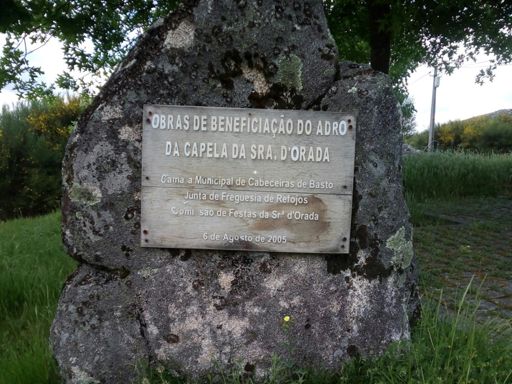 OBRAS DE BENEFICIAÇÃO DO ADRO
DA CAPELA DA SRA. D'ORADA
Cama a Municipal de Cabeceiras de Basto
Junta de Freguesia de Refojos
Comi são de Festas da Srª d'Orada
6 de Agosto de 2005